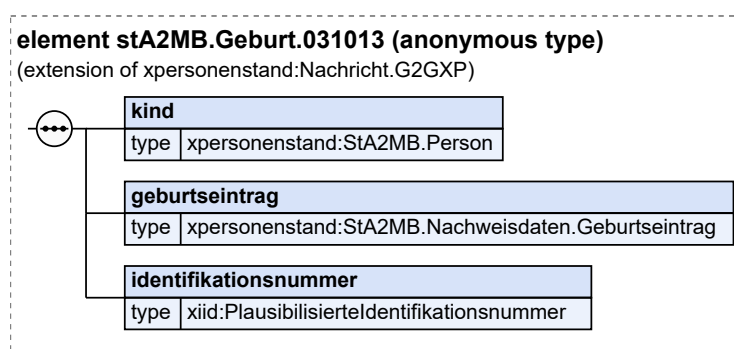 element stA2MB.Geburt.031013 (anonymous type)
(extension of xpersonenstand:Nachricht.G2GXP)
kind
type xpersonenstand:StA2MB.Person
geburtseintrag
type xpersonenstand:StA2MB.Nachweisdaten.Geburtseintrag
identifikationsnummer
type xiid:PlausibilisierteIdentifikationsnummer